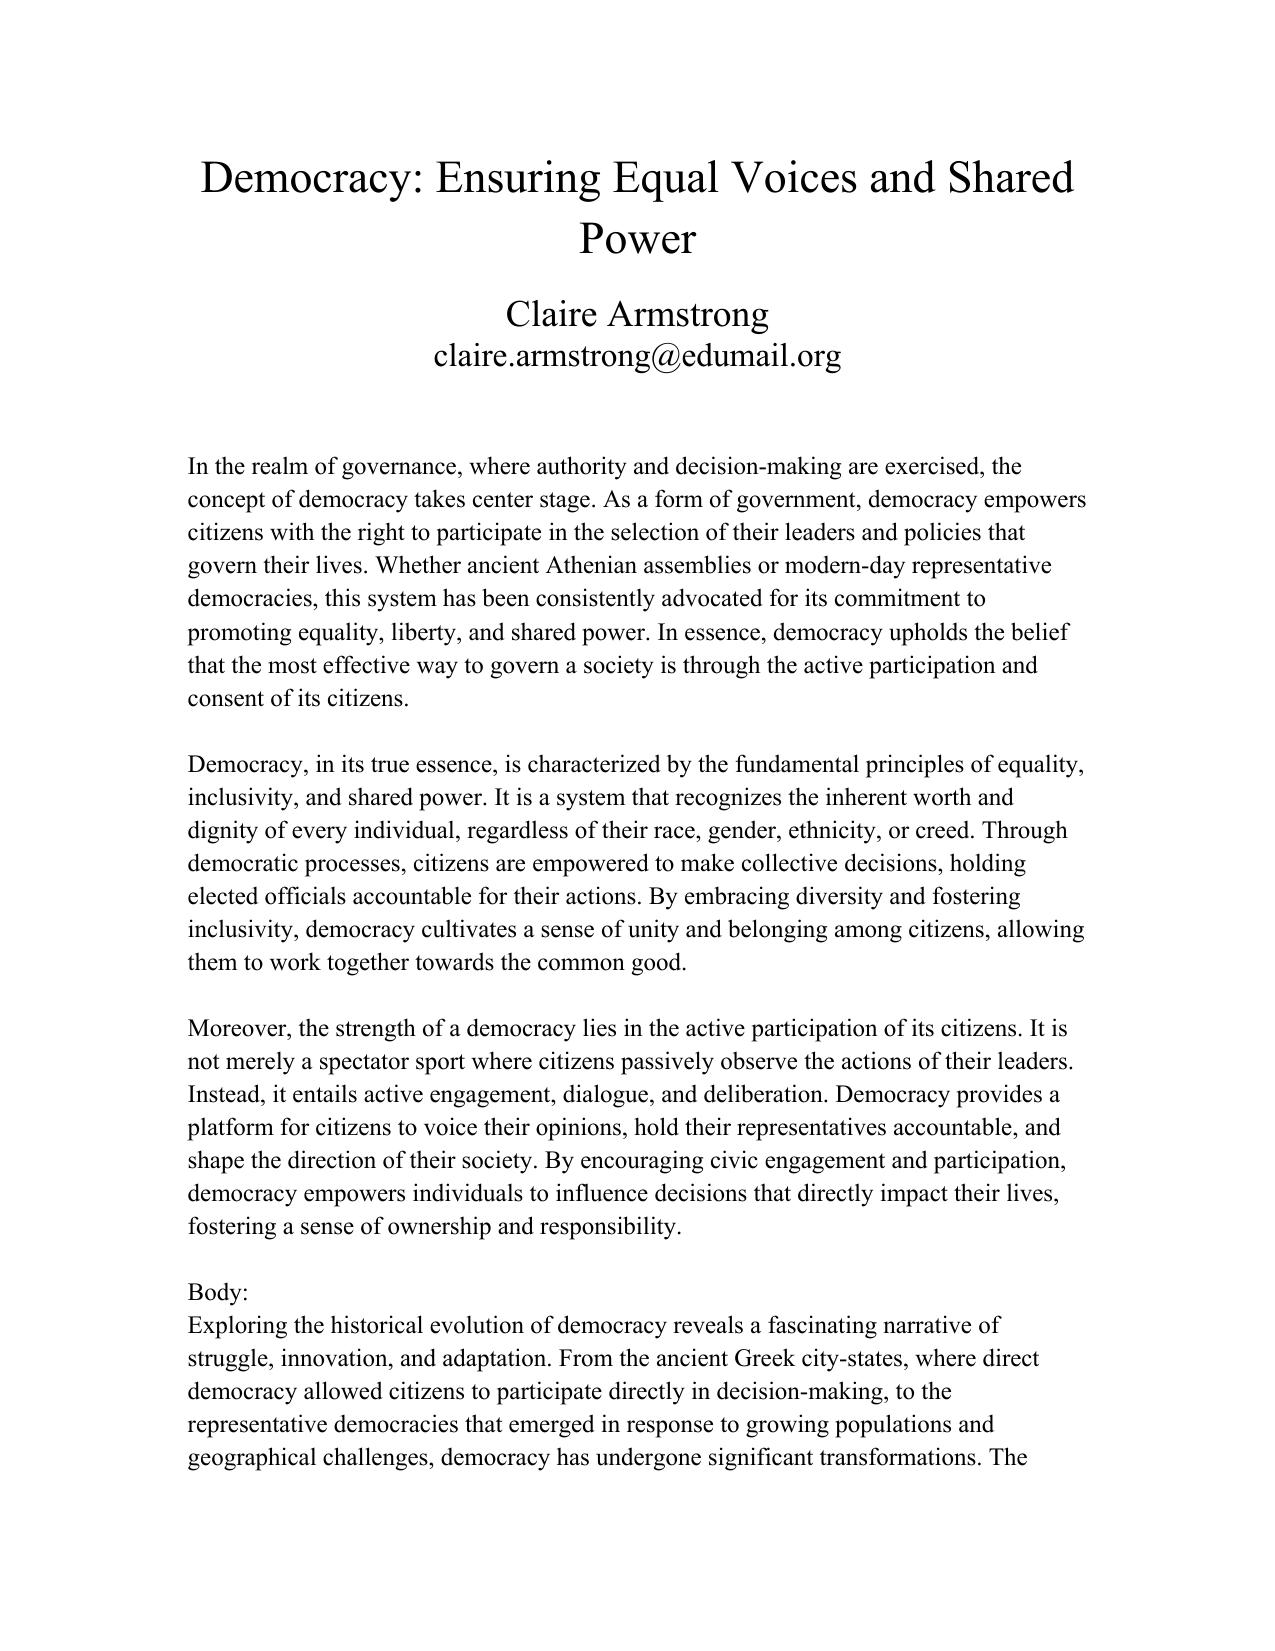 Democracy: Ensuring Equal Voices and Shared
Power
Claire Armstrong
claire.armstrong@edumail.org
In the realm of governance, where authority and decision-making are exercised, the
concept of democracy takes center stage. As a form of government, democracy empowers
citizens with the right to participate in the selection of their leaders and policies that
govern their lives. Whether ancient Athenian assemblies or modern-day representative
democracies, this system has been consistently advocated for its commitment to
promoting equality, liberty, and shared power. In essence, democracy upholds the belief
that the most effective way to govern a society is through the active participation and
consent of its citizens.
Democracy, in its true essence, is characterized by the fundamental principles of equality,
inclusivity, and shared power. It is a system that recognizes the inherent worth and
dignity of every individual, regardless of their race, gender, ethnicity, or creed. Through
democratic processes, citizens are empowered to make collective decisions, holding
elected officials accountable for their actions. By embracing diversity and fostering
inclusivity, democracy cultivates a sense of unity and belonging among citizens, allowing
them to work together towards the common good.
Moreover, the strength of a democracy lies in the active participation of its citizens. It is
not merely a spectator sport where citizens passively observe the actions of their leaders.
Instead, it entails active engagement, dialogue, and deliberation. Democracy provides a
platform for citizens to voice their opinions, hold their representatives accountable, and
shape the direction of their society. By encouraging civic engagement and participation,
democracy empowers individuals to influence decisions that directly impact their lives,
fostering a sense of ownership and responsibility.
Body:
Exploring the historical evolution of democracy reveals a fascinating narrative of
struggle, innovation, and adaptation. From the ancient Greek city-states, where direct
democracy allowed citizens to participate directly in decision-making, to the
representative democracies that emerged in response to growing populations and
geographical challenges, democracy has undergone significant transformations. The